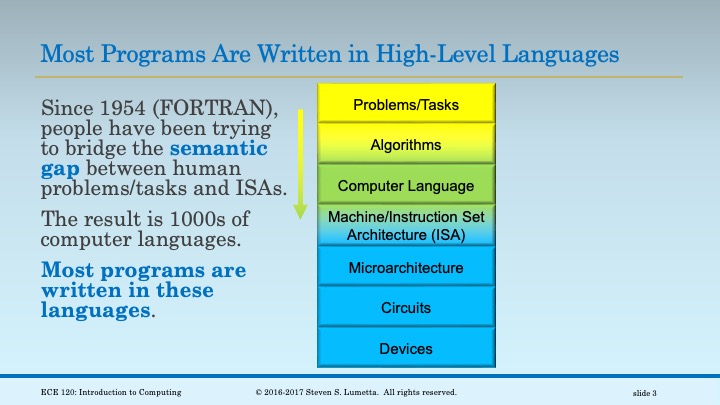 Most Programs Are Written in High-Level Languages
Since 1954 (FORTRAN),
people have been trying
to bridge the semantic
gap between human
problems/tasks and ISAs.
The result is 1000s of
computer languages.
Most programs are
written in these
languages.
Problems/Tasks
Algorithms
Computer Language
Machine/Instruction Set
Architecture (ISA)
Microarchitecture
Circuits
Devices
ECE 120: Introduction to Computing
© 2016-2017 Steven S. Lumetta. All rights reserved.
slide 3